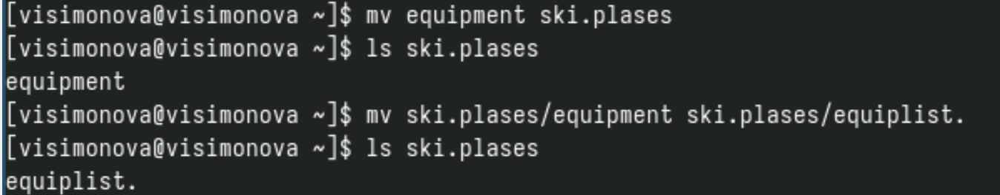 [visimonova@visimonova ~]$ mv equipment ski.plases
[visimonova@visimonova ~]$ ls ski.plases
equipment
[visimonova@visimonova ~]$ mv ski.plases/equipment ski.plases/equiplist.
[visimonova@visimonova ~]$ ls ski.plases
equiplist.